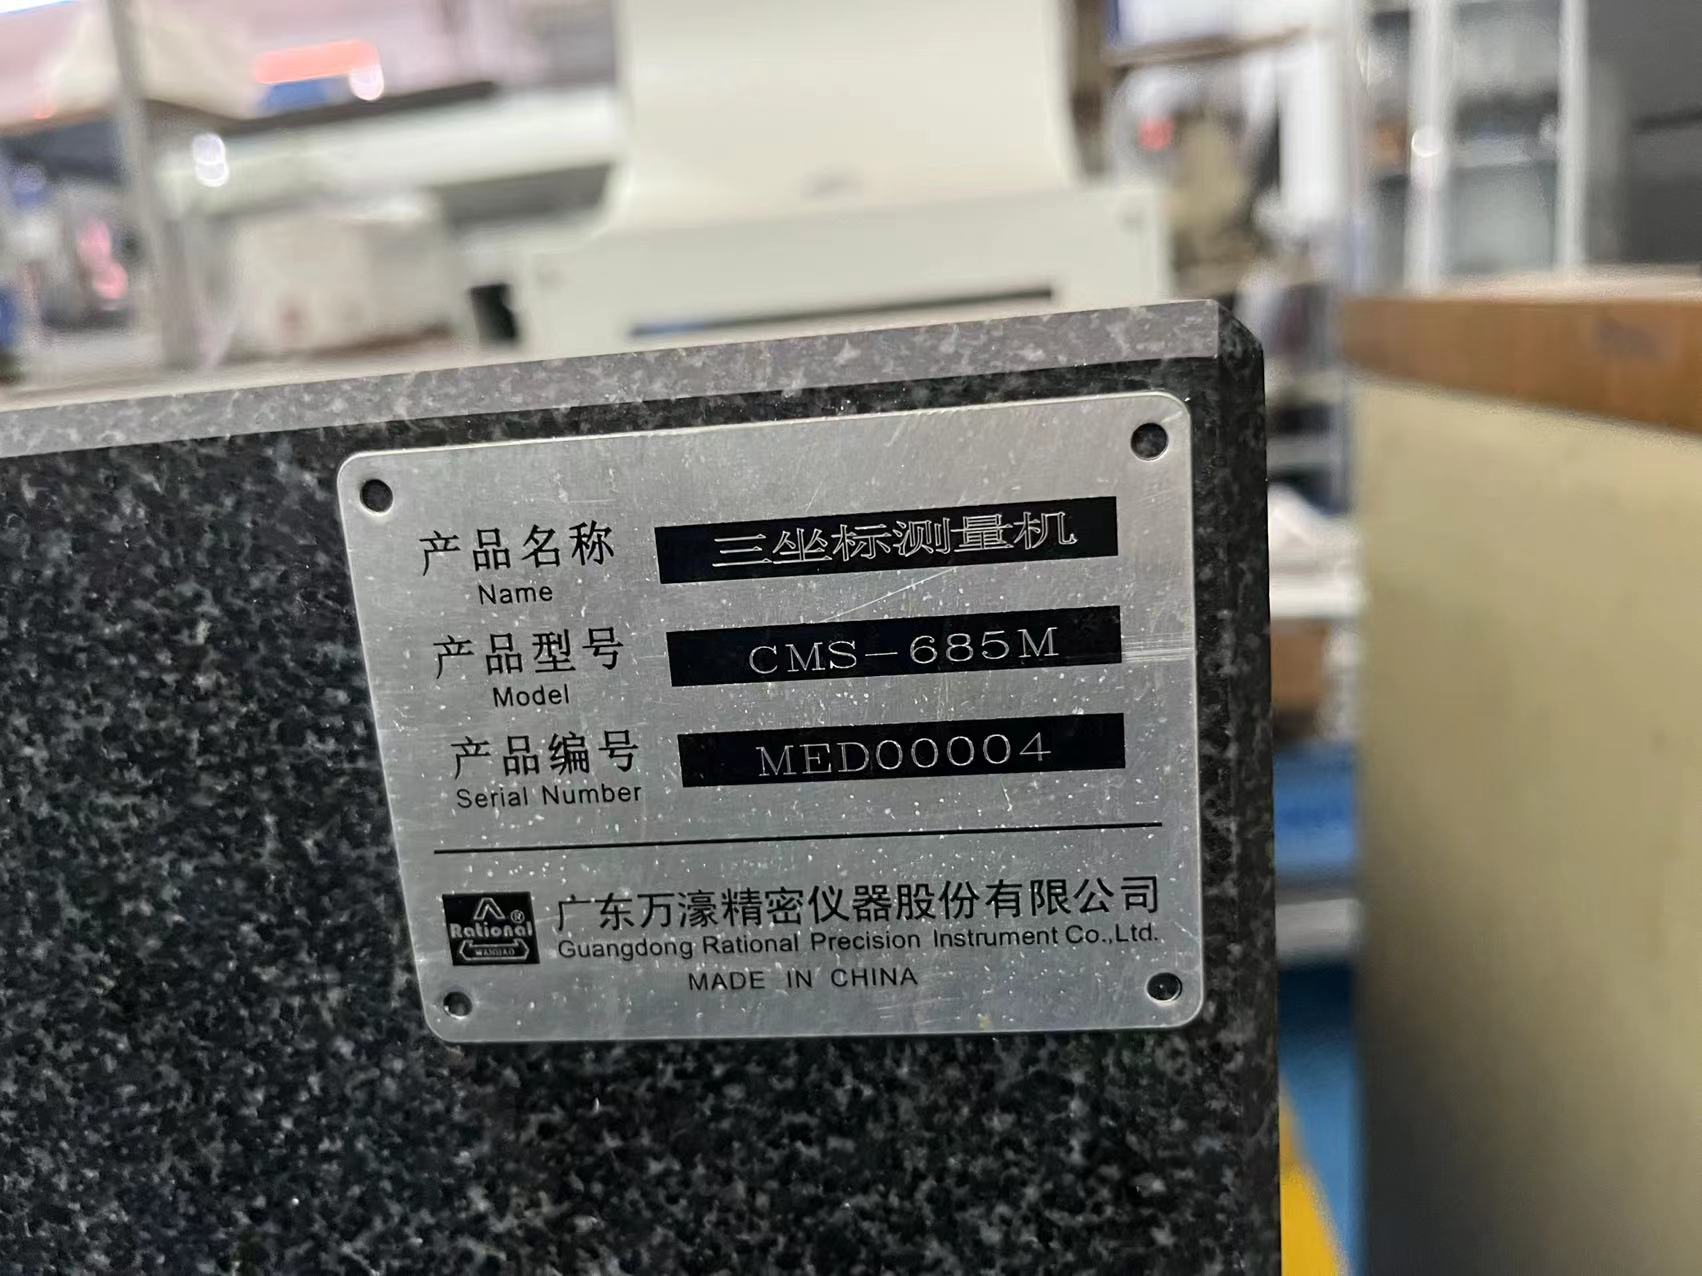 产品名称 三坐标测量机
Name
产品型号 CMS-685M
Model
产品编号 MED00004
Serial Number
Rational®
WANHAO
广东万濠精密仪器股份有限公司
Guangdong Rational Precision Instrument Co.,Ltd.
MADE IN CHINA